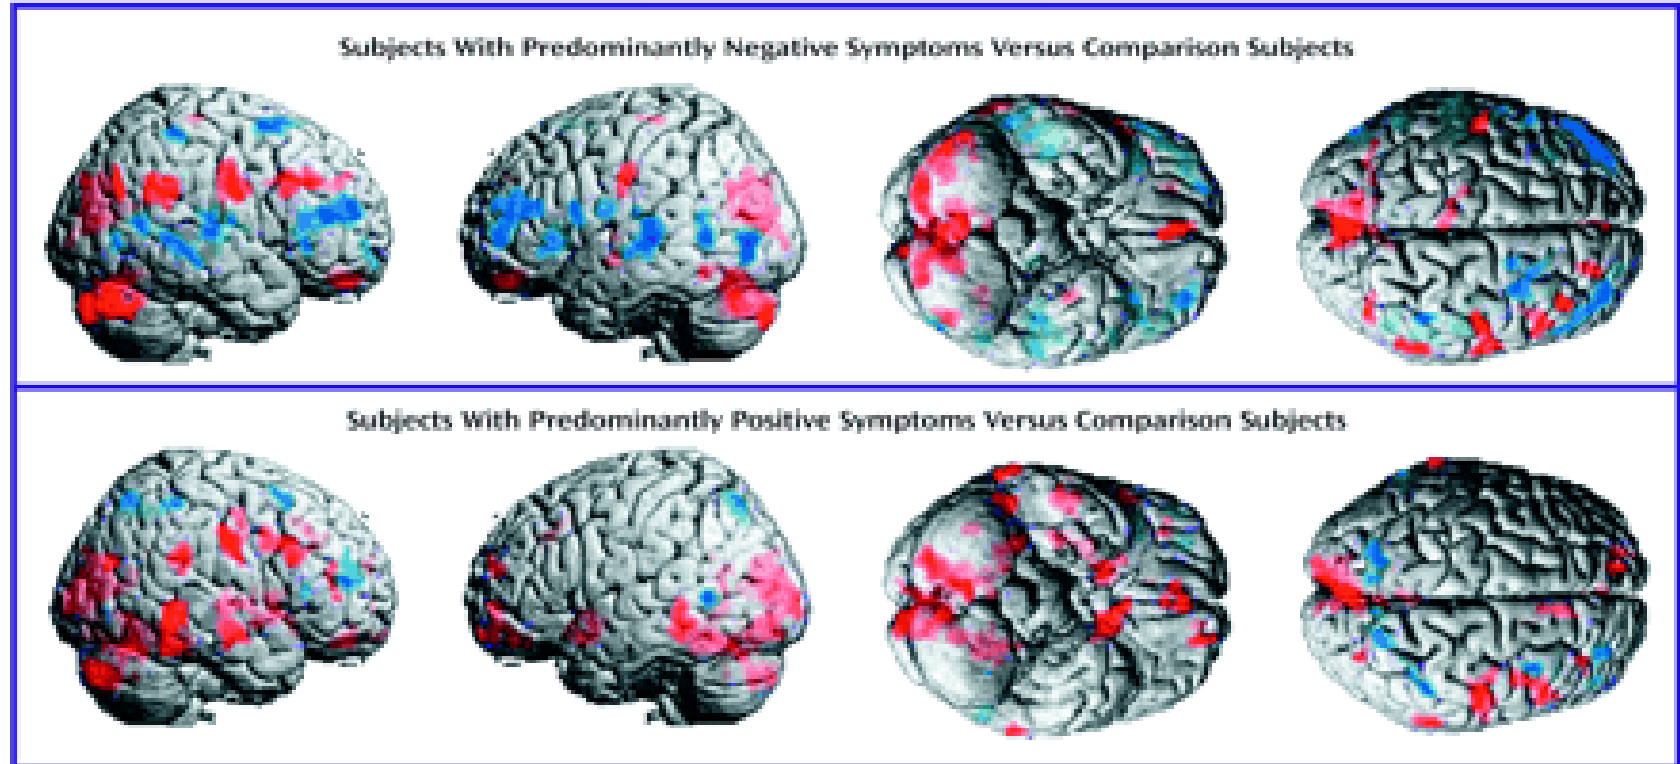 Subjects With Predominantly Negative Symptoms Versus Comparison Subjects
Subjects With Predominantly Positive Symptoms Versus Comparison Subjects